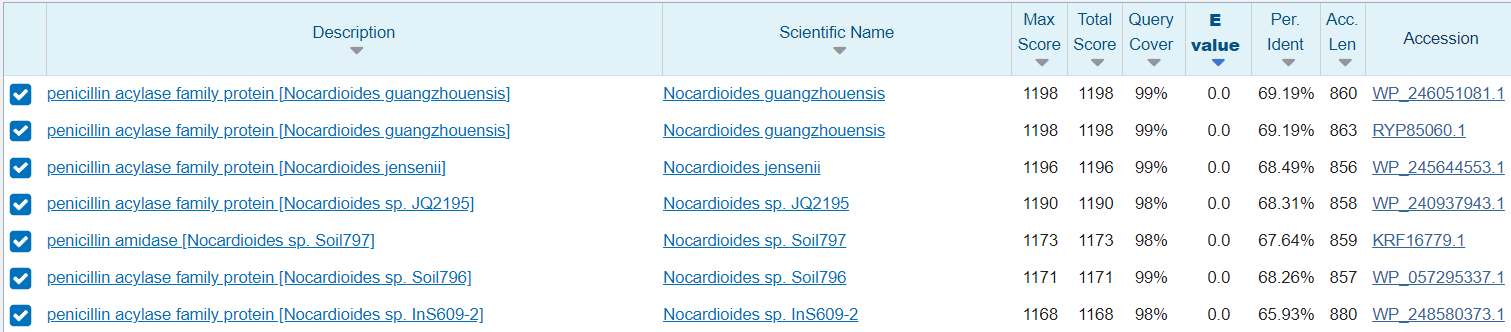 Description Scientific Name Max Score Total Score Query Cover E value Per. Ident Acc. Len Accession
penicillin acylase family protein [Nocardioides guangzhouensis] Nocardioides guangzhouensis 1198 1198 99% 0.0 69.19% 860 WP_246051081.1
penicillin acylase family protein [Nocardioides guangzhouensis] Nocardioides guangzhouensis 1198 1198 99% 0.0 69.19% 863 RYP85060.1
penicillin acylase family protein [Nocardioides jensenii] Nocardioides jensenii 1196 1196 99% 0.0 68.49% 856 WP_245644553.1
penicillin acylase family protein [Nocardioides sp. JQ2195] Nocardioides sp. JQ2195 1190 1190 98% 0.0 68.31% 858 WP_240937943.1
penicillin amidase [Nocardioides sp. Soil797] Nocardioides sp. Soil797 1173 1173 98% 0.0 67.64% 859 KRF16779.1
penicillin acylase family protein [Nocardioides sp. Soil796] Nocardioides sp. Soil796 1171 1171 99% 0.0 68.26% 857 WP_057295337.1
penicillin acylase family protein [Nocardioides sp. InS609-2] Nocardioides sp. InS609-2 1168 1168 98% 0.0 65.93% 880 WP_248580373.1